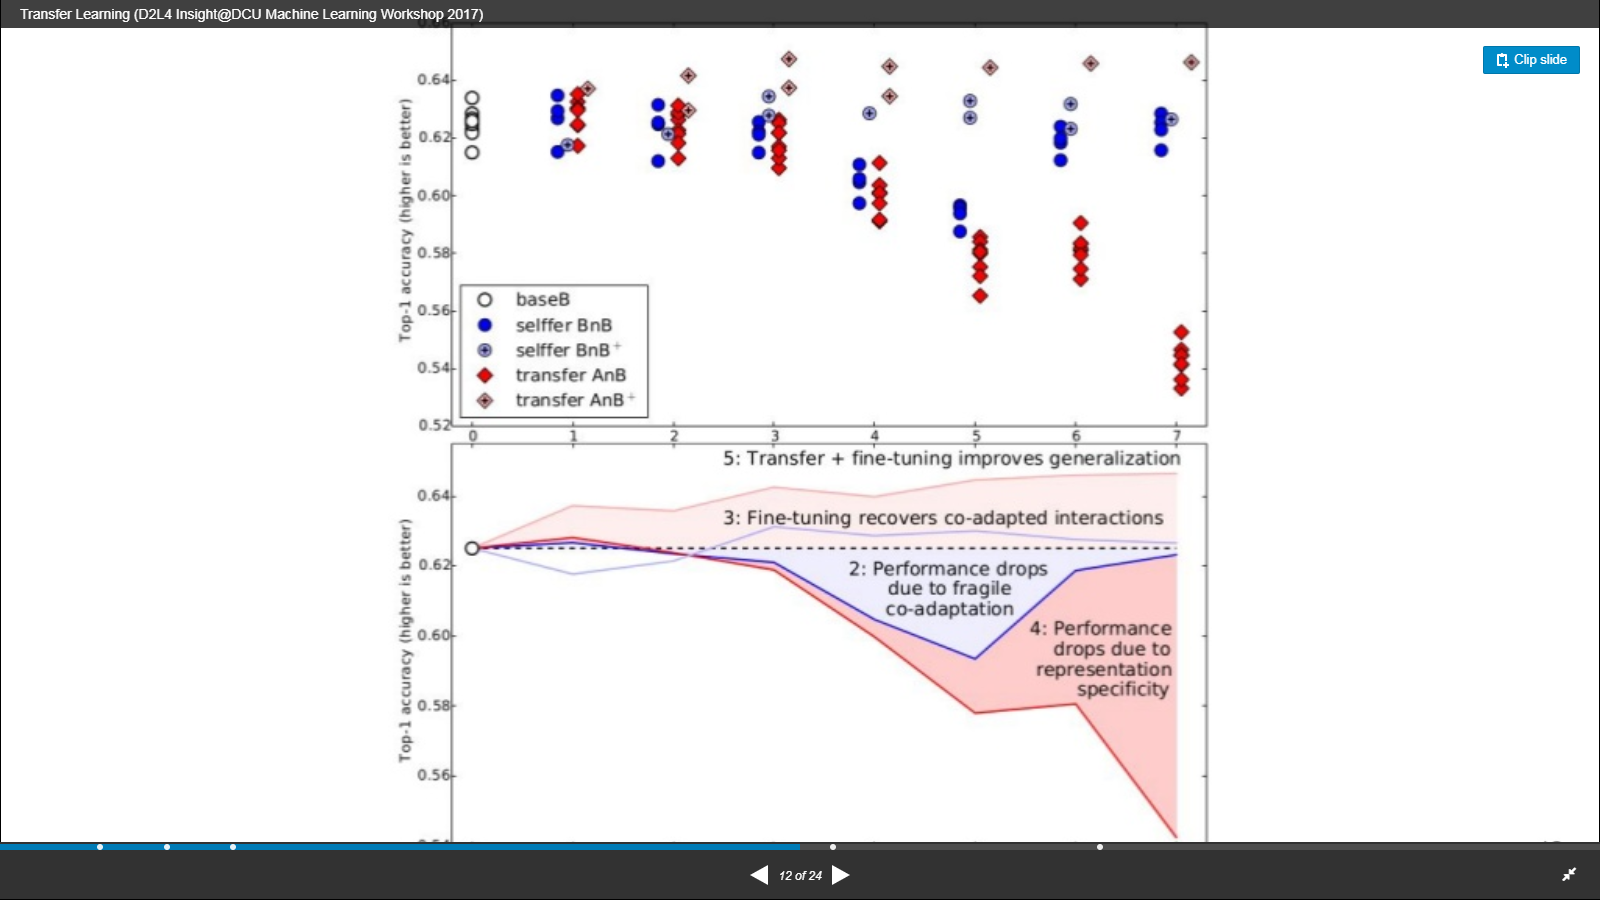 Transfer Learning (D2L4 Insight@DCU Machine Learning Workshop 2017)
Clip slide
Top-1 accuracy (higher is better)
0.64
0.62
0.60
0.58
0.56
0.54
0.52
baseB
selffer BnB
selffer BnB+
transfer AnB
transfer AnB+
0 1 2 3 4 5 6 7
Top-1 accuracy (higher is better)
0.64
0.62
0.60
0.58
0.56
5: Transfer + fine-tuning improves generalization
3: Fine-tuning recovers co-adapted interactions
2: Performance drops
due to fragile
co-adaptation
4: Performance
drops due to
representation
specificity
12 of 24